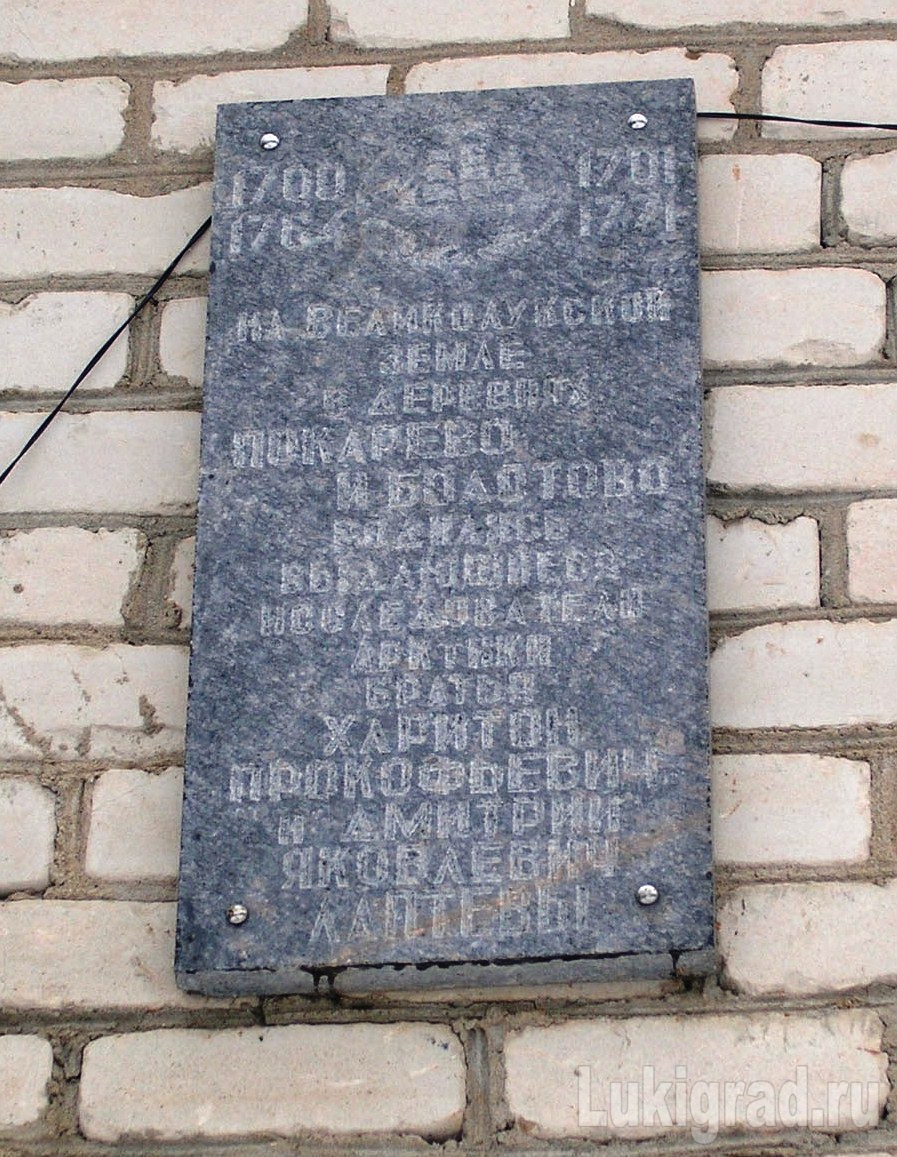 1700 1701
1764 1771
НА ВЕЛИКОЛУКСКОЙ
ЗЕМЛЕ
В ДЕРЕВНЯХ
ПОКАРЕВО
И БОЛОТОВО
РОДИЛИСЬ
ВЫДАЮЩИЕСЯ
ИССЛЕДОВАТЕЛИ
АРКТИКИ
БРАТЬЯ
ХАРИТОН
ПРОКОФЬЕВИЧ
И ДМИТРИЙ
ЯКОВЛЕВИЧ
ЛАПТЕВЫ
Lukigrad.ru